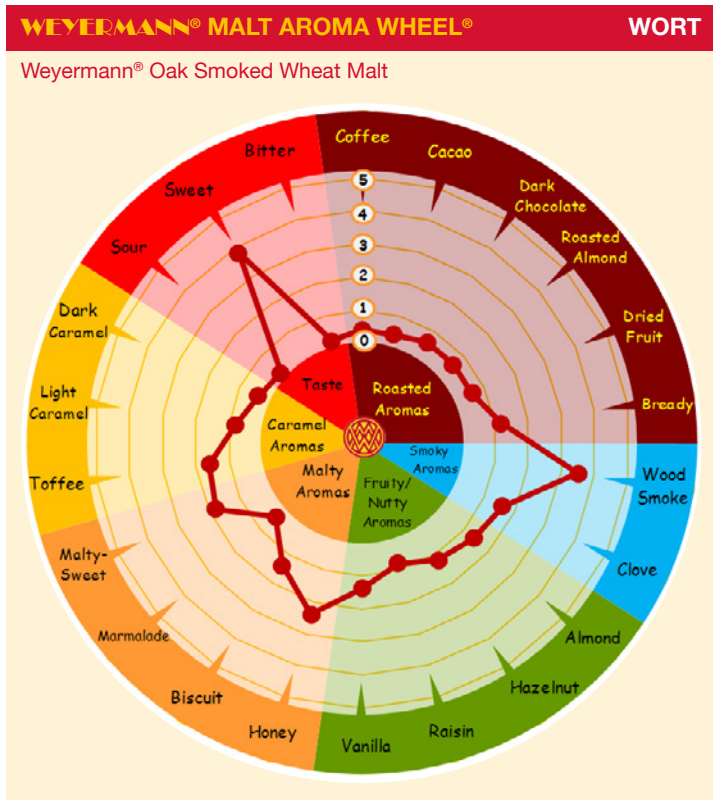 WEYERMANN® MALT AROMA WHEEL® WORT
Weyermann® Oak Smoked Wheat Malt
Coffee
Cacao
Dark
Chocolate
Roasted
Almond
Dried
Fruit
Bready
Wood
Smoke
Clove
Almond
Hazelnut
Raisin
Vanilla
Honey
Biscuit
Marmalade
Malty-
Sweet
Toffee
Light
Caramel
Dark
Caramel
Sour
Sweet
Bitter
5
4
3
2
1
0
Taste
Roasted
Aromas
Caramel
Aromas
Smoky
Aromas
Malty
Aromas
Fruity/
Nutty
Aromas